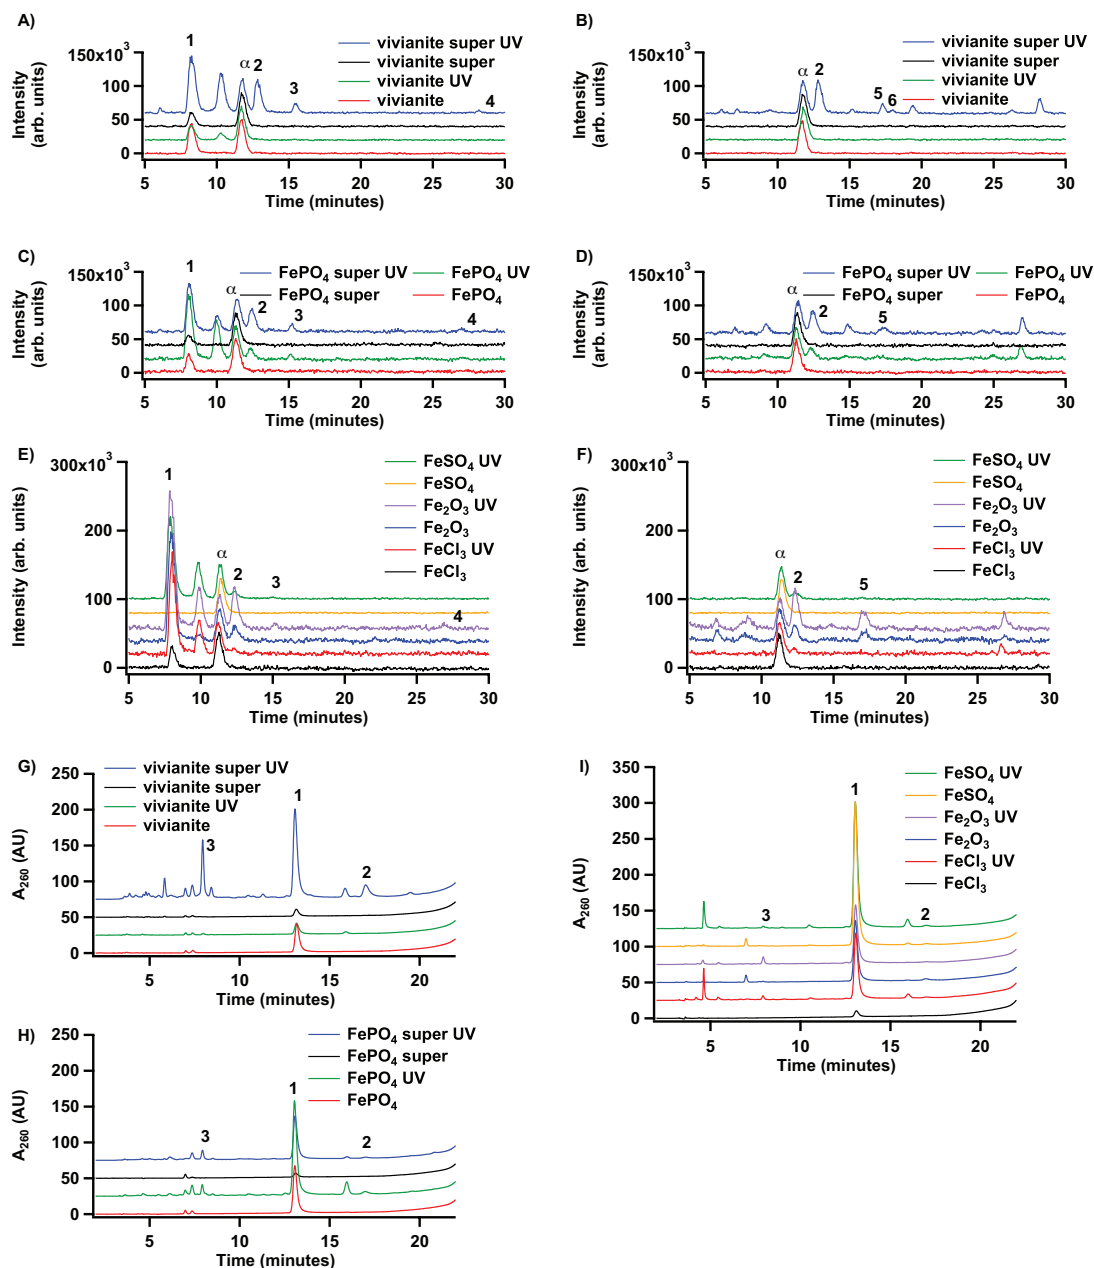 A)
1
α 2
3
4
vivianite super UV
vivianite super
vivianite UV
vivianite
150x10³
100
50
0
Intensity
(arb. units)
5 10 15 20 25 30
Time (minutes)
B)
α 2
5 6
vivianite super UV
vivianite super
vivianite UV
vivianite
150x10³
100
50
0
Intensity
(arb. units)
5 10 15 20 25 30
Time (minutes)
C)
1
α
2
3
4
FePO₄ super UV
FePO₄ super
FePO₄ UV
FePO₄
150x10³
100
50
0
Intensity
(arb. units)
5 10 15 20 25 30
Time (minutes)
D)
α
2
5
FePO₄ super UV
FePO₄ super
FePO₄ UV
FePO₄
150x10³
100
50
0
Intensity
(arb. units)
5 10 15 20 25 30
Time (minutes)
E)
1
α
2
3
4
FeSO₄ UV
FeSO₄
Fe₂O₃ UV
Fe₂O₃
FeCl₃ UV
FeCl₃
300x10³
200
100
0
Intensity (arb. units)
5 10 15 20 25 30
Time (minutes)
F)
α
2
5
FeSO₄ UV
FeSO₄
Fe₂O₃ UV
Fe₂O₃
FeCl₃ UV
FeCl₃
300x10³
200
100
0
Intensity (arb. units)
5 10 15 20 25 30
Time (minutes)
G)
vivianite super UV
vivianite super
vivianite UV
vivianite
1
3
2
250
200
150
100
50
0
A₂₆₀ (AU)
5 10 15 20
Time (minutes)
I)
1
3
2
FeSO₄ UV
FeSO₄
Fe₂O₃ UV
Fe₂O₃
FeCl₃ UV
FeCl₃
350
300
250
200
150
100
50
0
A₂₆₀ (AU)
5 10 15 20
Time (minutes)
H)
FePO₄ super UV
FePO₄ super
FePO₄ UV
FePO₄
1
3
2
250
200
150
100
50
0
A₂₆₀ (AU)
5 10 15 20
Time (minutes)